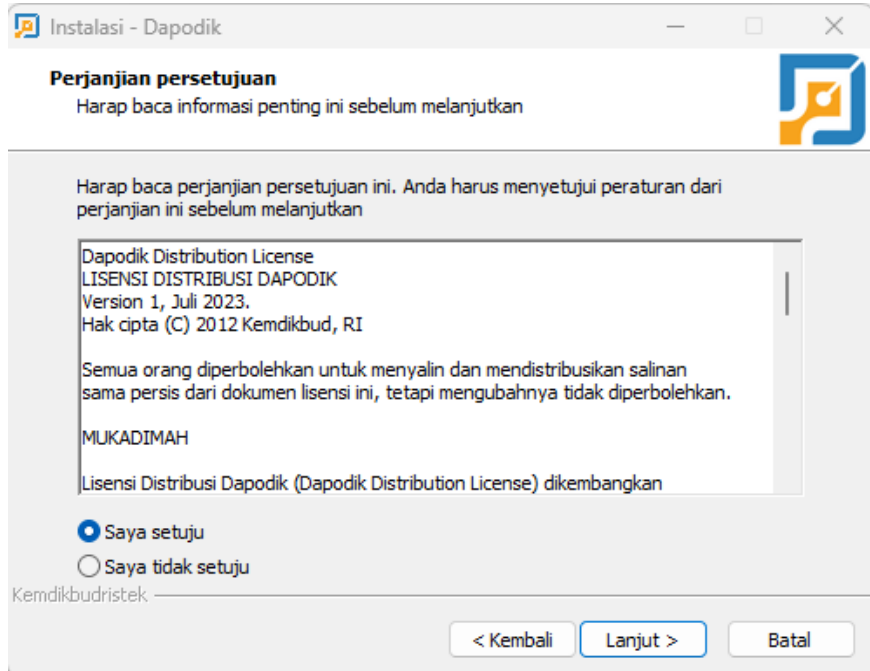 Instalasi - Dapodik
Perjanjian persetujuan
Harap baca informasi penting ini sebelum melanjutkan
Harap baca perjanjian persetujuan ini. Anda harus menyetujui peraturan dari
perjanjian ini sebelum melanjutkan
Dapodik Distribution License
LISENSI DISTRIBUSI DAPODIK
Version 1, Juli 2023.
Hak cipta (C) 2012 Kemdikbud, RI
Semua orang diperbolehkan untuk menyalin dan mendistribusikan salinan
sama persis dari dokumen lisensi ini, tetapi mengubahnya tidak diperbolehkan.
MUKADIMAH
Lisensi Distribusi Dapodik (Dapodik Distribution License) dikembangkan
Saya setuju
Saya tidak setuju
Kemdikbudristek
< Kembali Lanjut > Batal